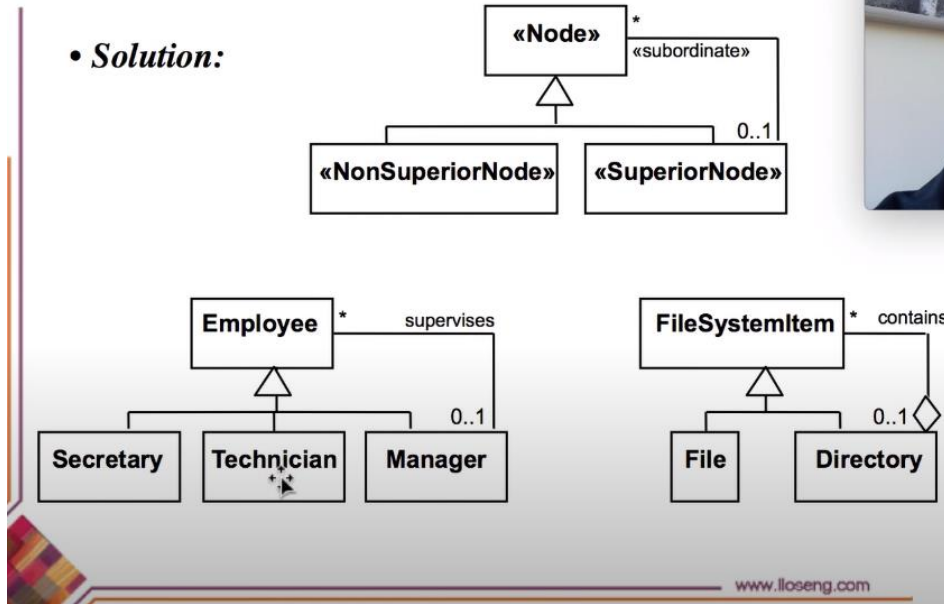 • Solution:
«Node»
*
«subordinate»
0..1
«NonSuperiorNode»
«SuperiorNode»
Employee
*
supervises
0..1
Secretary
Technician
Manager
FileSystemItem
*
contains
0..1
File
Directory
www.lloseng.com